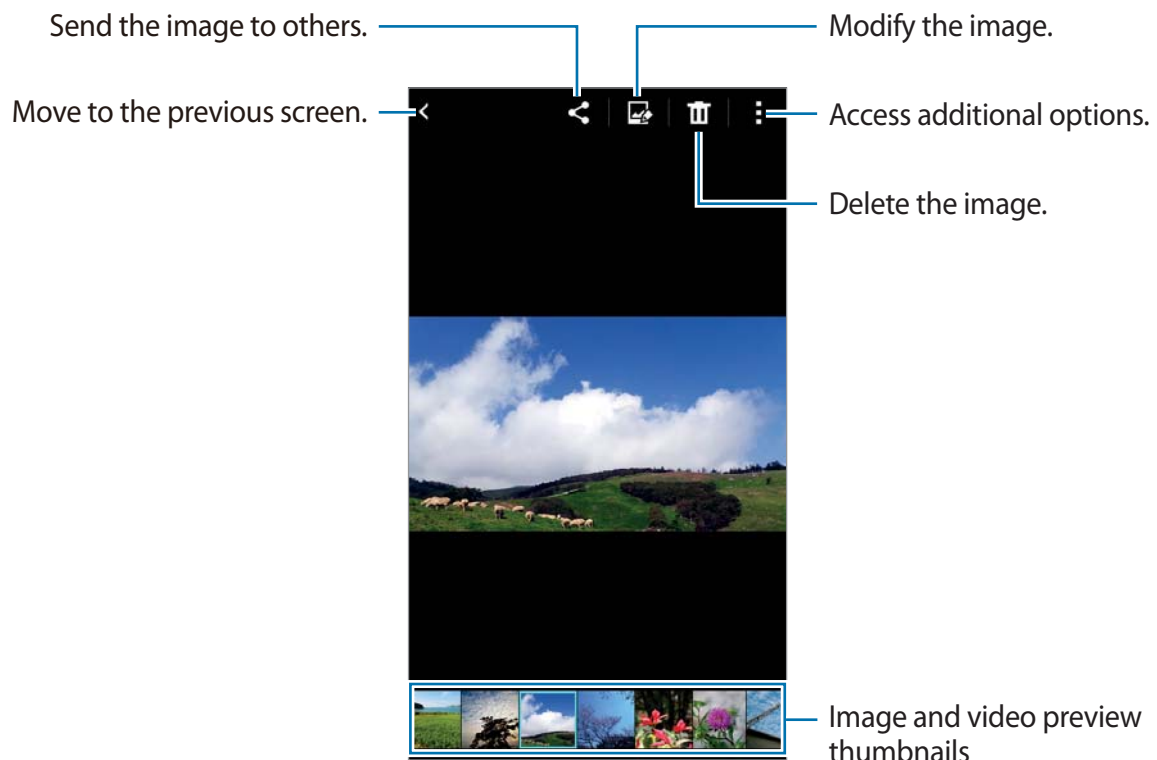 Send the image to others.
Modify the image.
Move to the previous screen.
Access additional options.
Delete the image.
Image and video preview
thumbnails